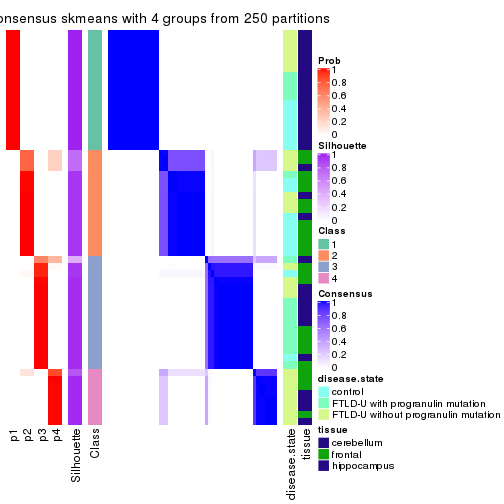 onsensus skmeans with 4 groups from 250 partitions
Prob
1
0.8
0.6
0.4
0.2
0
Silhouette
1
0.8
0.6
0.4
0.2
0
Class
1
2
3
4
Consensus
1
0.8
0.6
0.4
0.2
0
disease.state
control
FTLD-U with progranulin mutation
FTLD-U without progranulin mutation
tissue
cerebellum
frontal
hippocampus
p1
p2
p3
p4
Silhouette
Class
disease.state
tissue